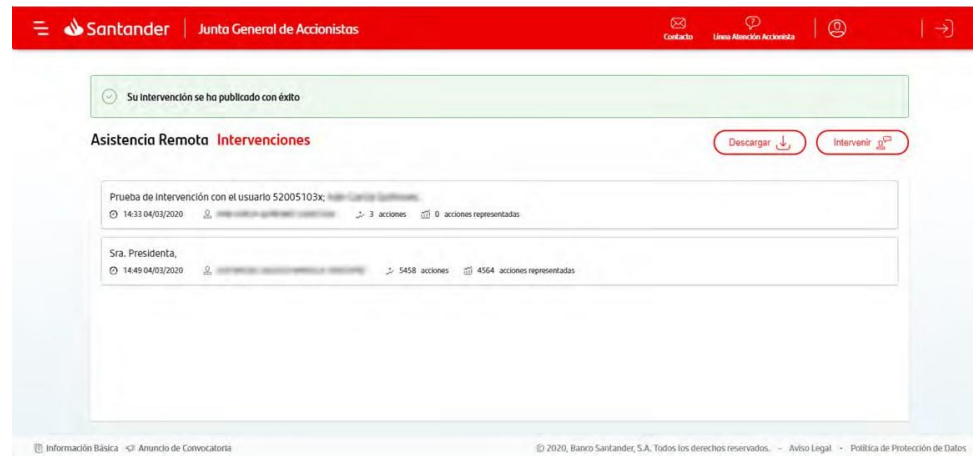 Santander Junta General de Accionistas Contacto Línea Atención Accionista
Su intervención se ha publicado con éxito
Asistencia Remota Intervenciones Descargar Intervenir
Prueba de intervención con el usuario 52005103x;
14:33 04/03/2020 3 acciones 0 acciones representadas
Sra. Presidenta,
14:49 04/03/2020 5458 acciones 4564 acciones representadas
Información Básica Anuncio de Convocatoria © 2020, Banco Santander, S.A. Todos los derechos reservados. - Aviso Legal - Política de Protección de Datos